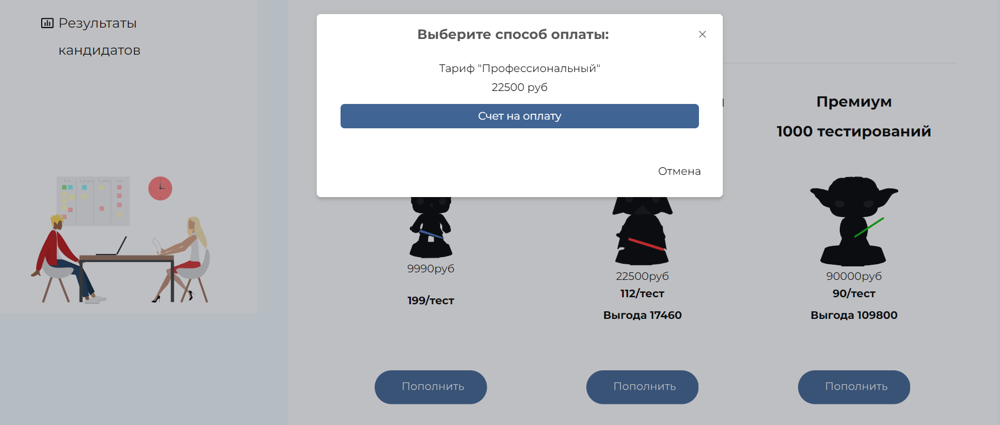 Результаты
кандидатов
Выберите способ оплаты:
Тариф "Профессиональный"
22500 руб
Счет на оплату
Отмена
Премиум
1000 тестирований
9990руб
199/тест
Пополнить
22500руб
112/тест
Выгода 17460
Пополнить
90000руб
90/тест
Выгода 109800
Пополнить